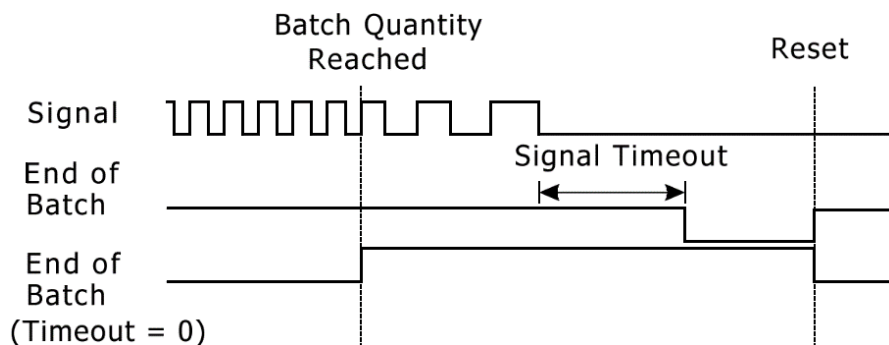 Batch Quantity
Reached
Reset
Signal
Signal Timeout
End of
Batch
End of
Batch
(Timeout = 0)